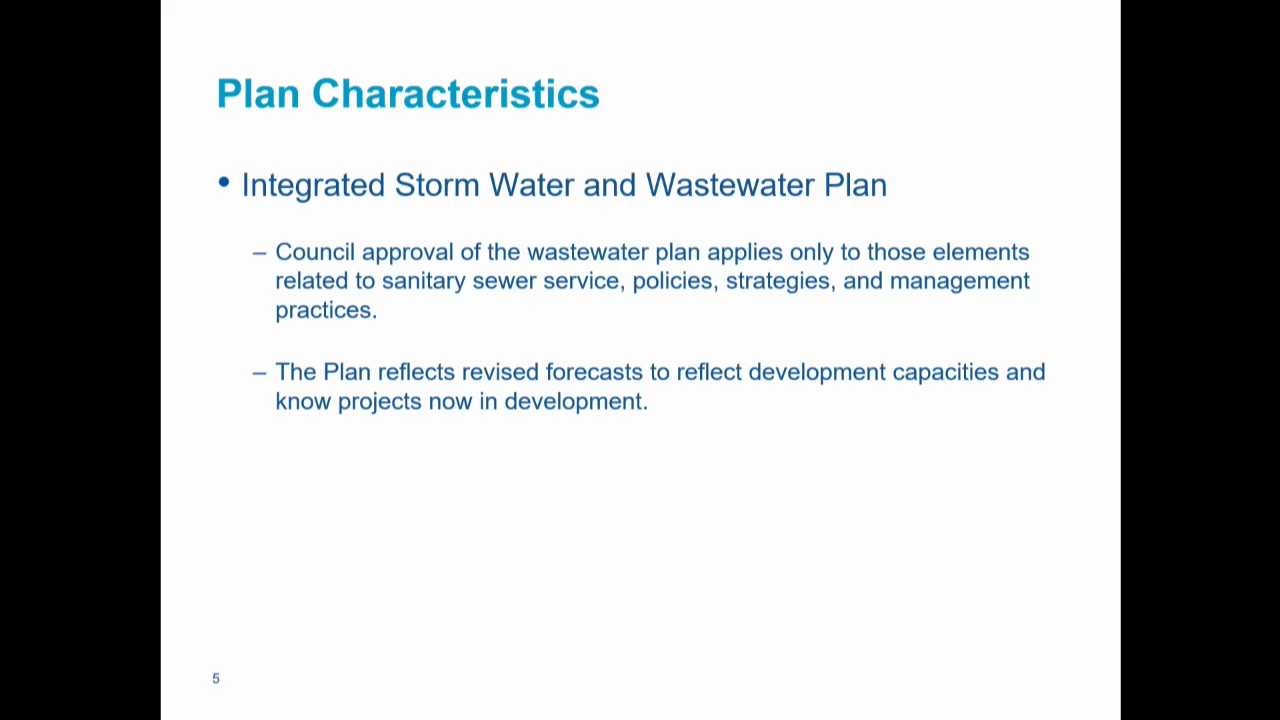 Plan Characteristics
• Integrated Storm Water and Wastewater Plan
– Council approval of the wastewater plan applies only to those elements
related to sanitary sewer service, policies, strategies, and management
practices.
– The Plan reflects revised forecasts to reflect development capacities and
know projects now in development.
5